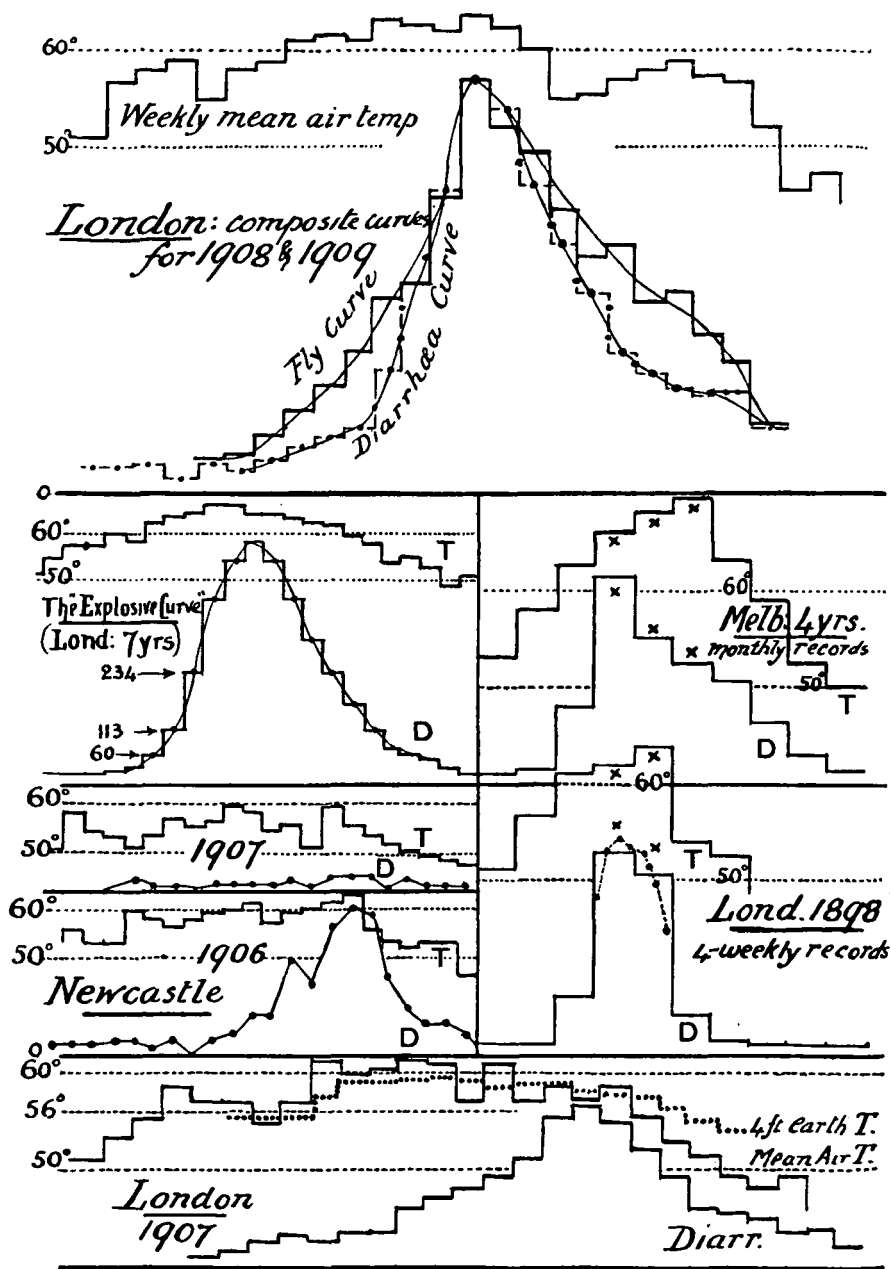 60°
Weekly mean air temp
50°
London: composite curves
for 1908 & 1909
Fly Curve
Diarrhœa Curve
0
60°
T
50°
The "Explosive Curve"
(Lond: 7yrs)
234→
113→
60→
D
60°
Melb: 4yrs.
monthly records
50°
T
D
60°
1907
T
50°
D
60°
T
50°
Lond. 1898
4-weekly records
D
60°
1906
50°
T
Newcastle
D
0
60°
56°
4ft earth T.
Mean Air T.
50°
London
1907
Diarr.